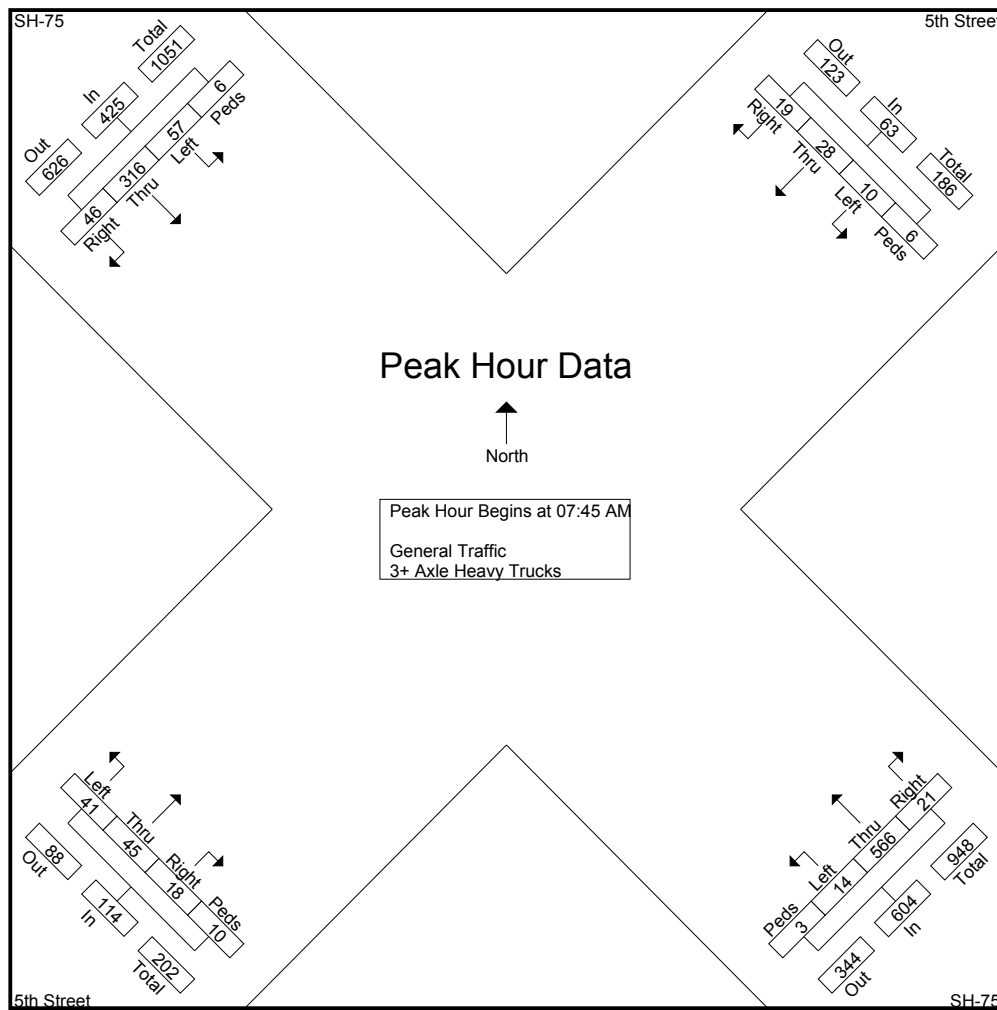 SH-75
Out
In
Total
626
425
1051
46
316
57
6
Right
Thru
Left
Peds
5th Street
Out
In
Total
123
63
186
19
28
10
6
Right
Thru
Left
Peds
Peak Hour Data
North
Peak Hour Begins at 07:45 AM
General Traffic
3+ Axle Heavy Trucks
Left
Thru
Right
Peds
41
45
18
10
88
114
202
Out
In
Total
5th Street
Peds
Left
Thru
Right
3
14
566
21
344
604
948
Out
In
Total
SH-75